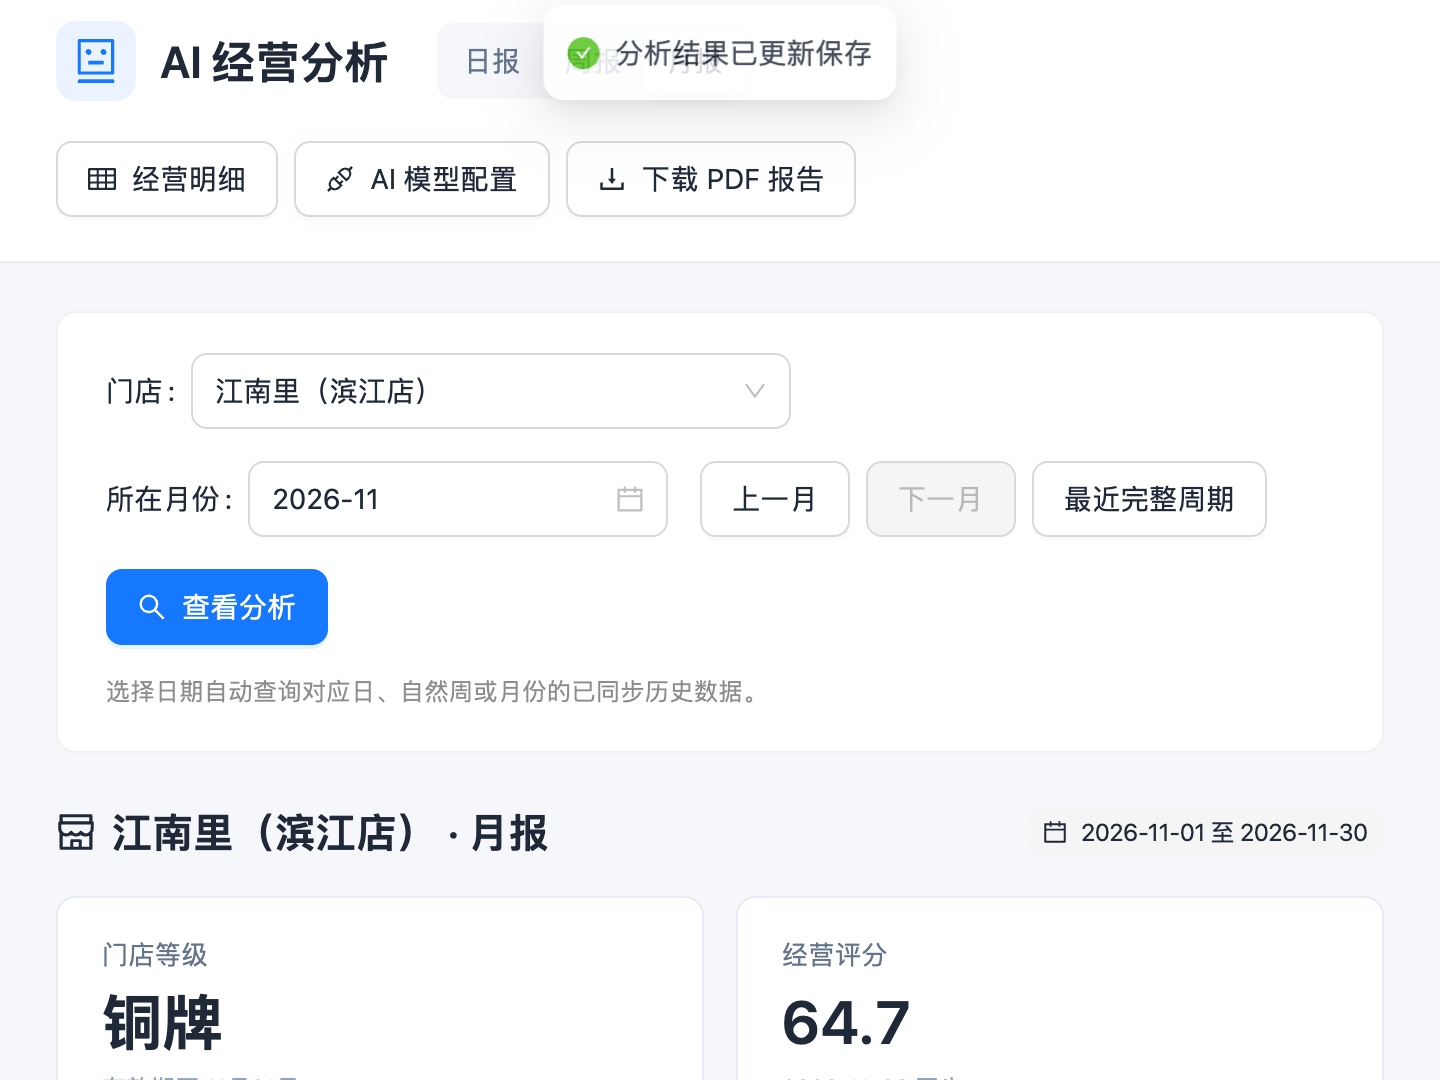 AI 经营分析
日报
周报
月报
分析结果已更新保存
经营明细
AI 模型配置
下载 PDF 报告
门店:
江南里（滨江店）
所在月份:
2026-11
上一月
下一月
最近完整周期
查看分析
选择日期自动查询对应日、自然周或月份的已同步历史数据。
江南里（滨江店） · 月报
2026-11-01 至 2026-11-30
门店等级
铜牌
经营评分
64.7